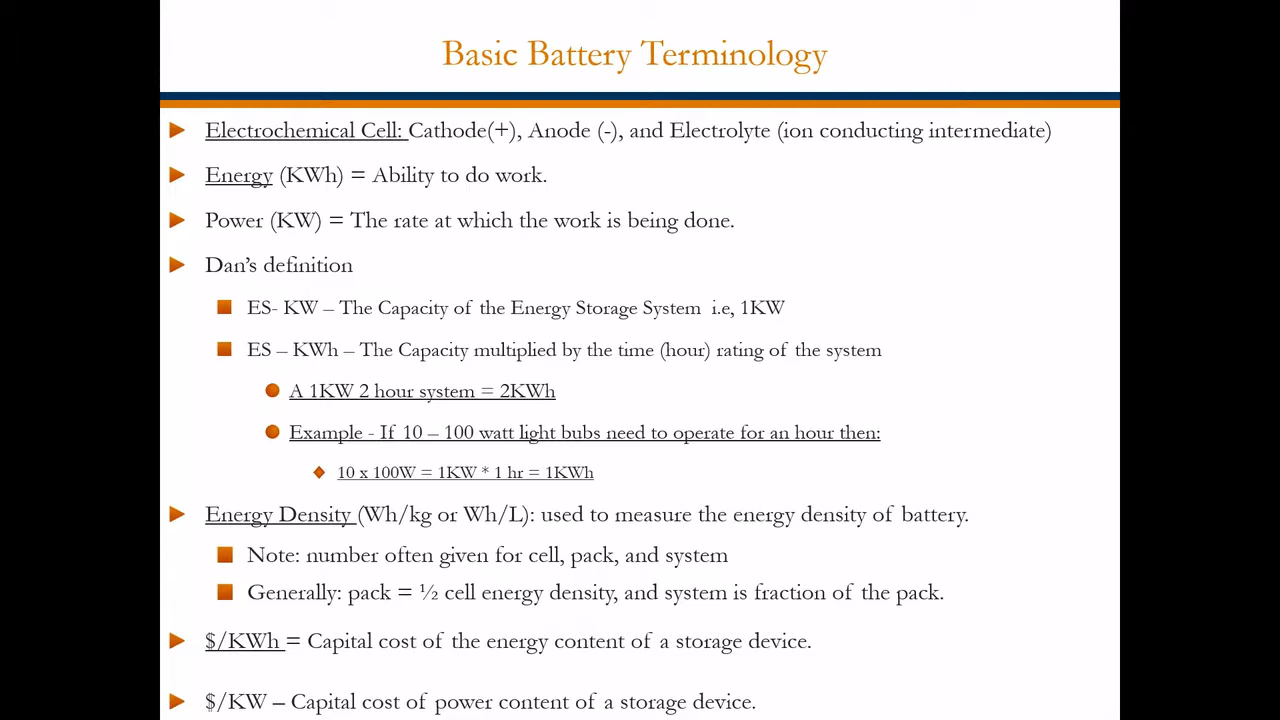 Basic Battery Terminology
Electrochemical Cell: Cathode(+), Anode (-), and Electrolyte (ion conducting intermediate)
Energy (KWh) = Ability to do work.
Power (KW) = The rate at which the work is being done.
Dan's definition
ES- KW – The Capacity of the Energy Storage System i.e, 1KW
ES – KWh – The Capacity multiplied by the time (hour) rating of the system
A 1KW 2 hour system = 2KWh
Example - If 10 – 100 watt light bubs need to operate for an hour then:
10 x 100W = 1KW * 1 hr = 1KWh
Energy Density (Wh/kg or Wh/L): used to measure the energy density of battery.
Note: number often given for cell, pack, and system
Generally: pack = ½ cell energy density, and system is fraction of the pack.
$/KWh = Capital cost of the energy content of a storage device.
$/KW – Capital cost of power content of a storage device.